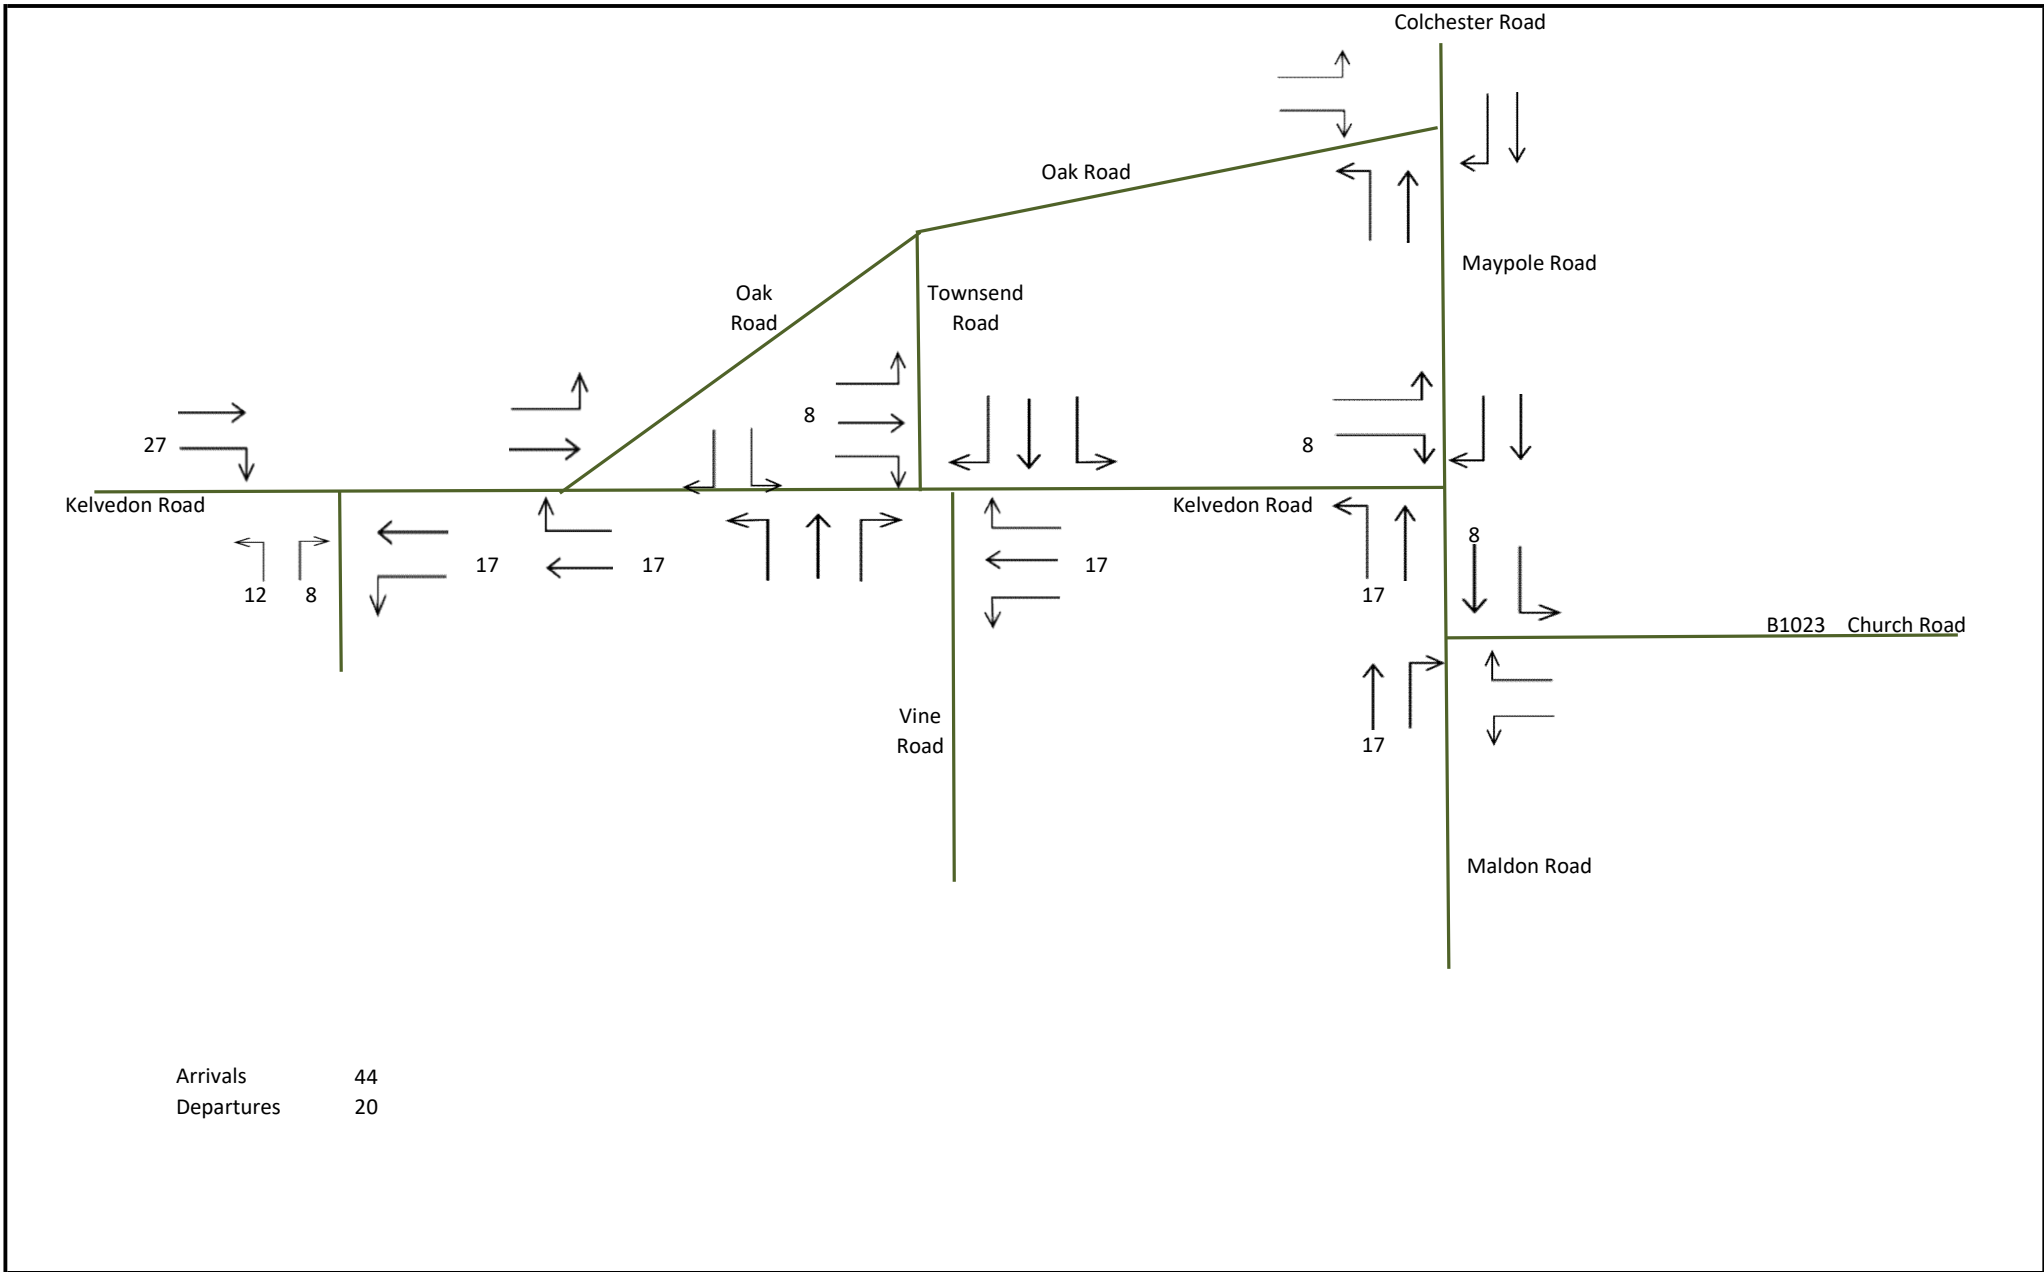 Colchester Road
Oak Road
Maypole Road
Oak
Road
Townsend
Road
8
27
8
Kelvedon Road
Kelvedon Road
12 8
17
17
17
17
8
B1023 Church Road
17
Vine
Road
Maldon Road
Arrivals 44
Departures 20